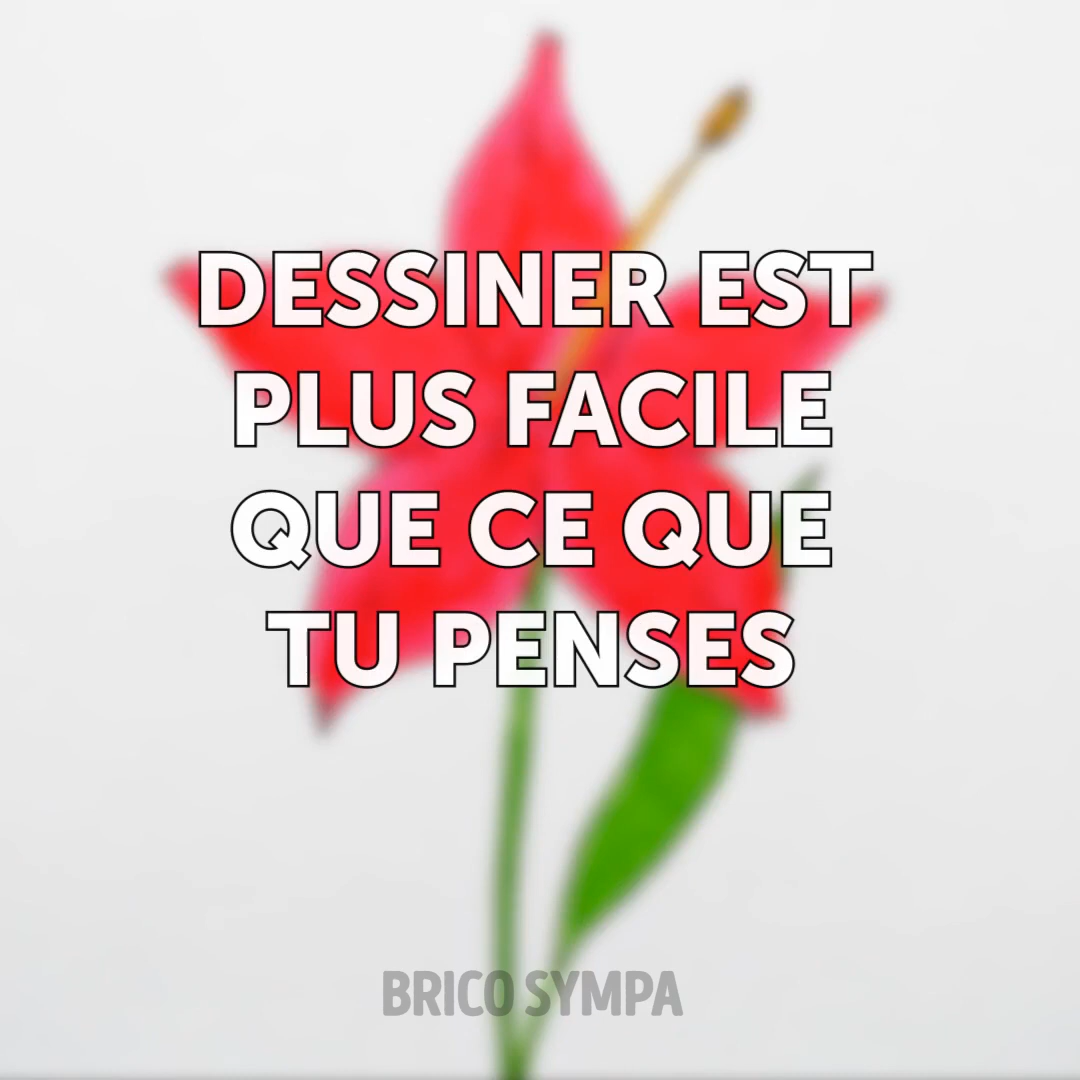 DESSINER EST
PLUS FACILE
QUE CE QUE
TU PENSES
BRICO SYMPA